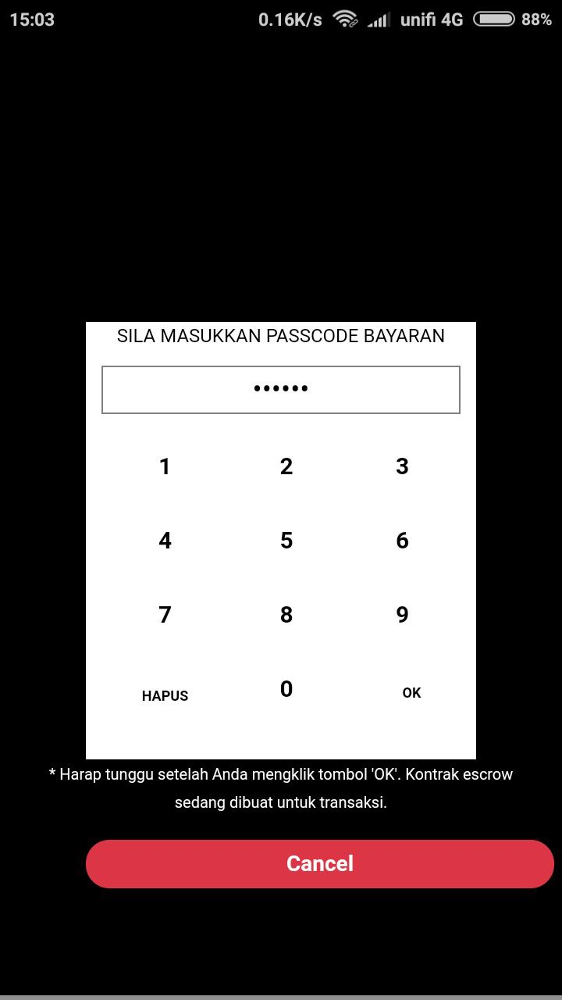 15:03 0.16K/s unifi 4G 88%
SILA MASUKKAN PASSCODE BAYARAN
••••••
1 2 3
4 5 6
7 8 9
HAPUS 0 OK
* Harap tunggu setelah Anda mengklik tombol 'OK'. Kontrak escrow
sedang dibuat untuk transaksi.
Cancel